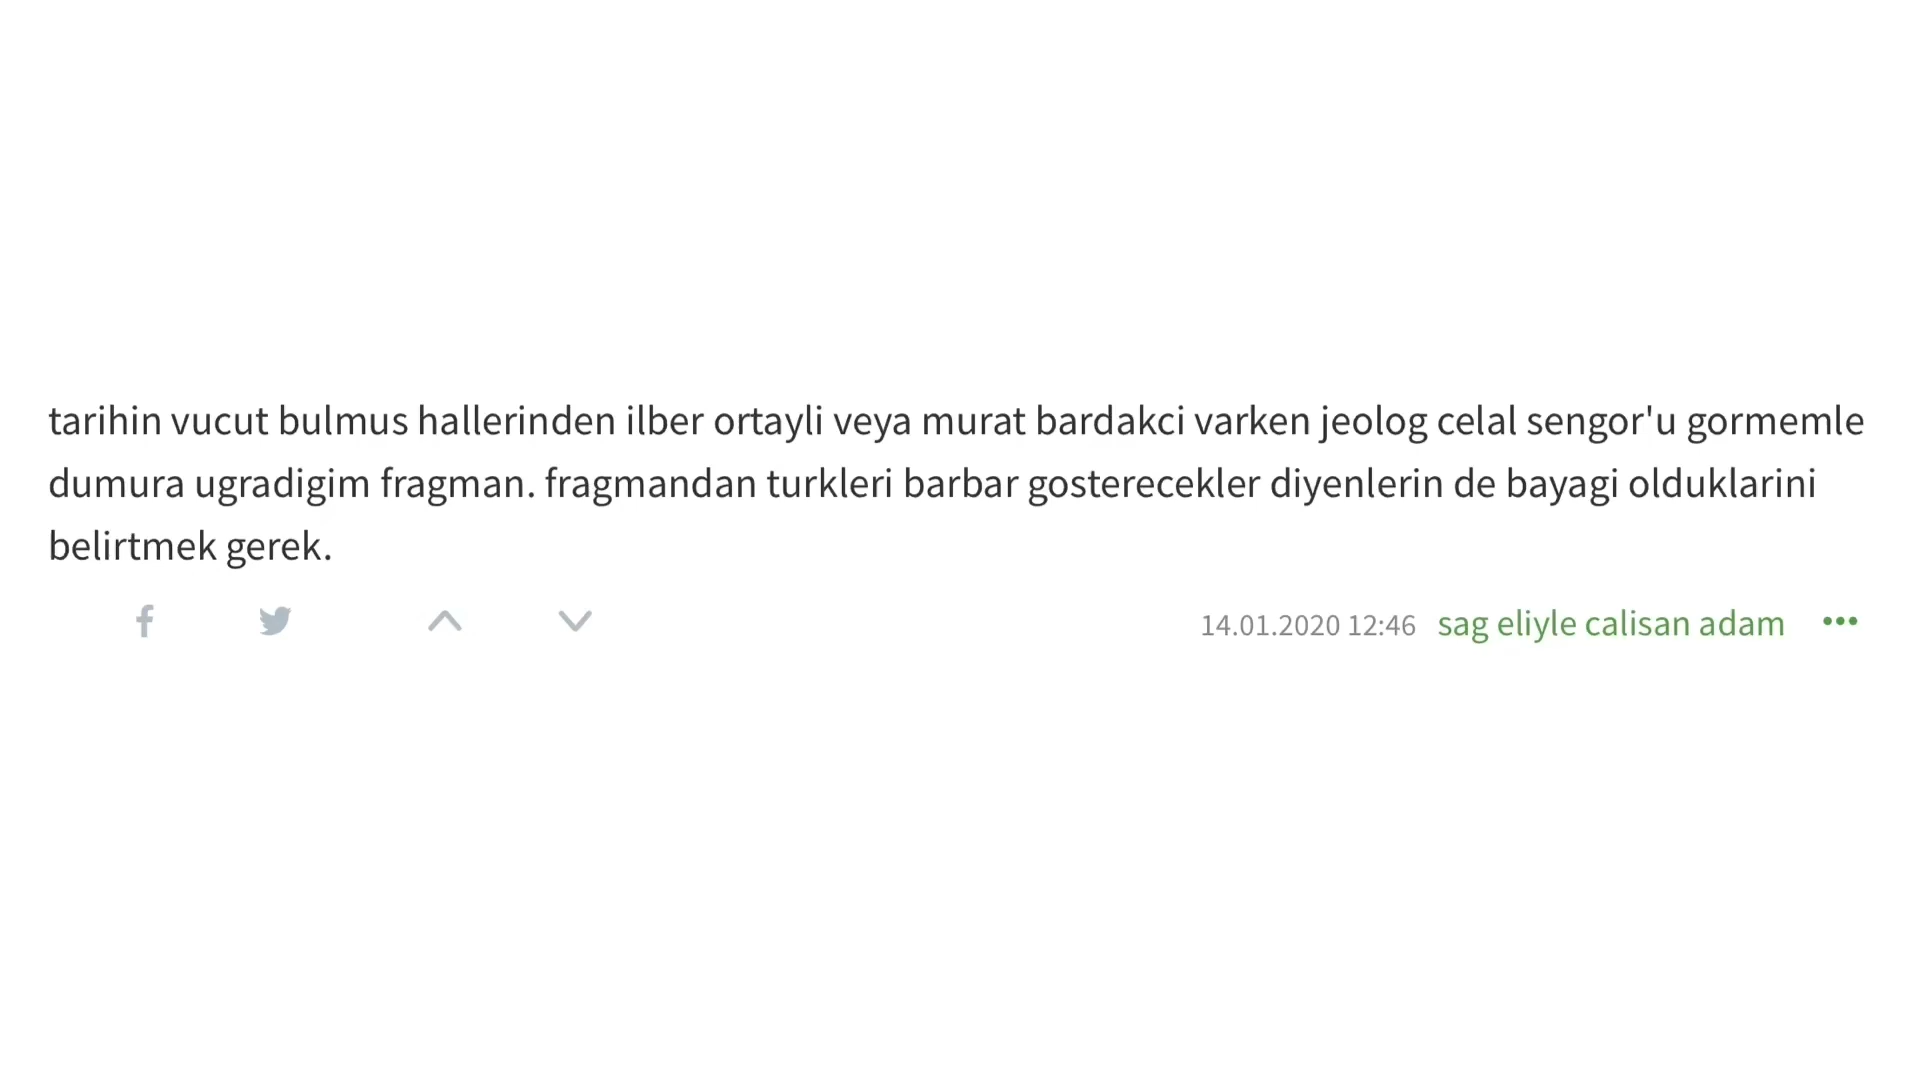 tarihin vucut bulmus hallerinden ilber ortayli veya murat bardakci varken jeolog celal sengor'u gormemle
dumura ugradigim fragman. fragmandan turkleri barbar gosterecekler diyenlerin de bayagi olduklarini
belirtmek gerek.
14.01.2020 12:46 sag eliyle calisan adam